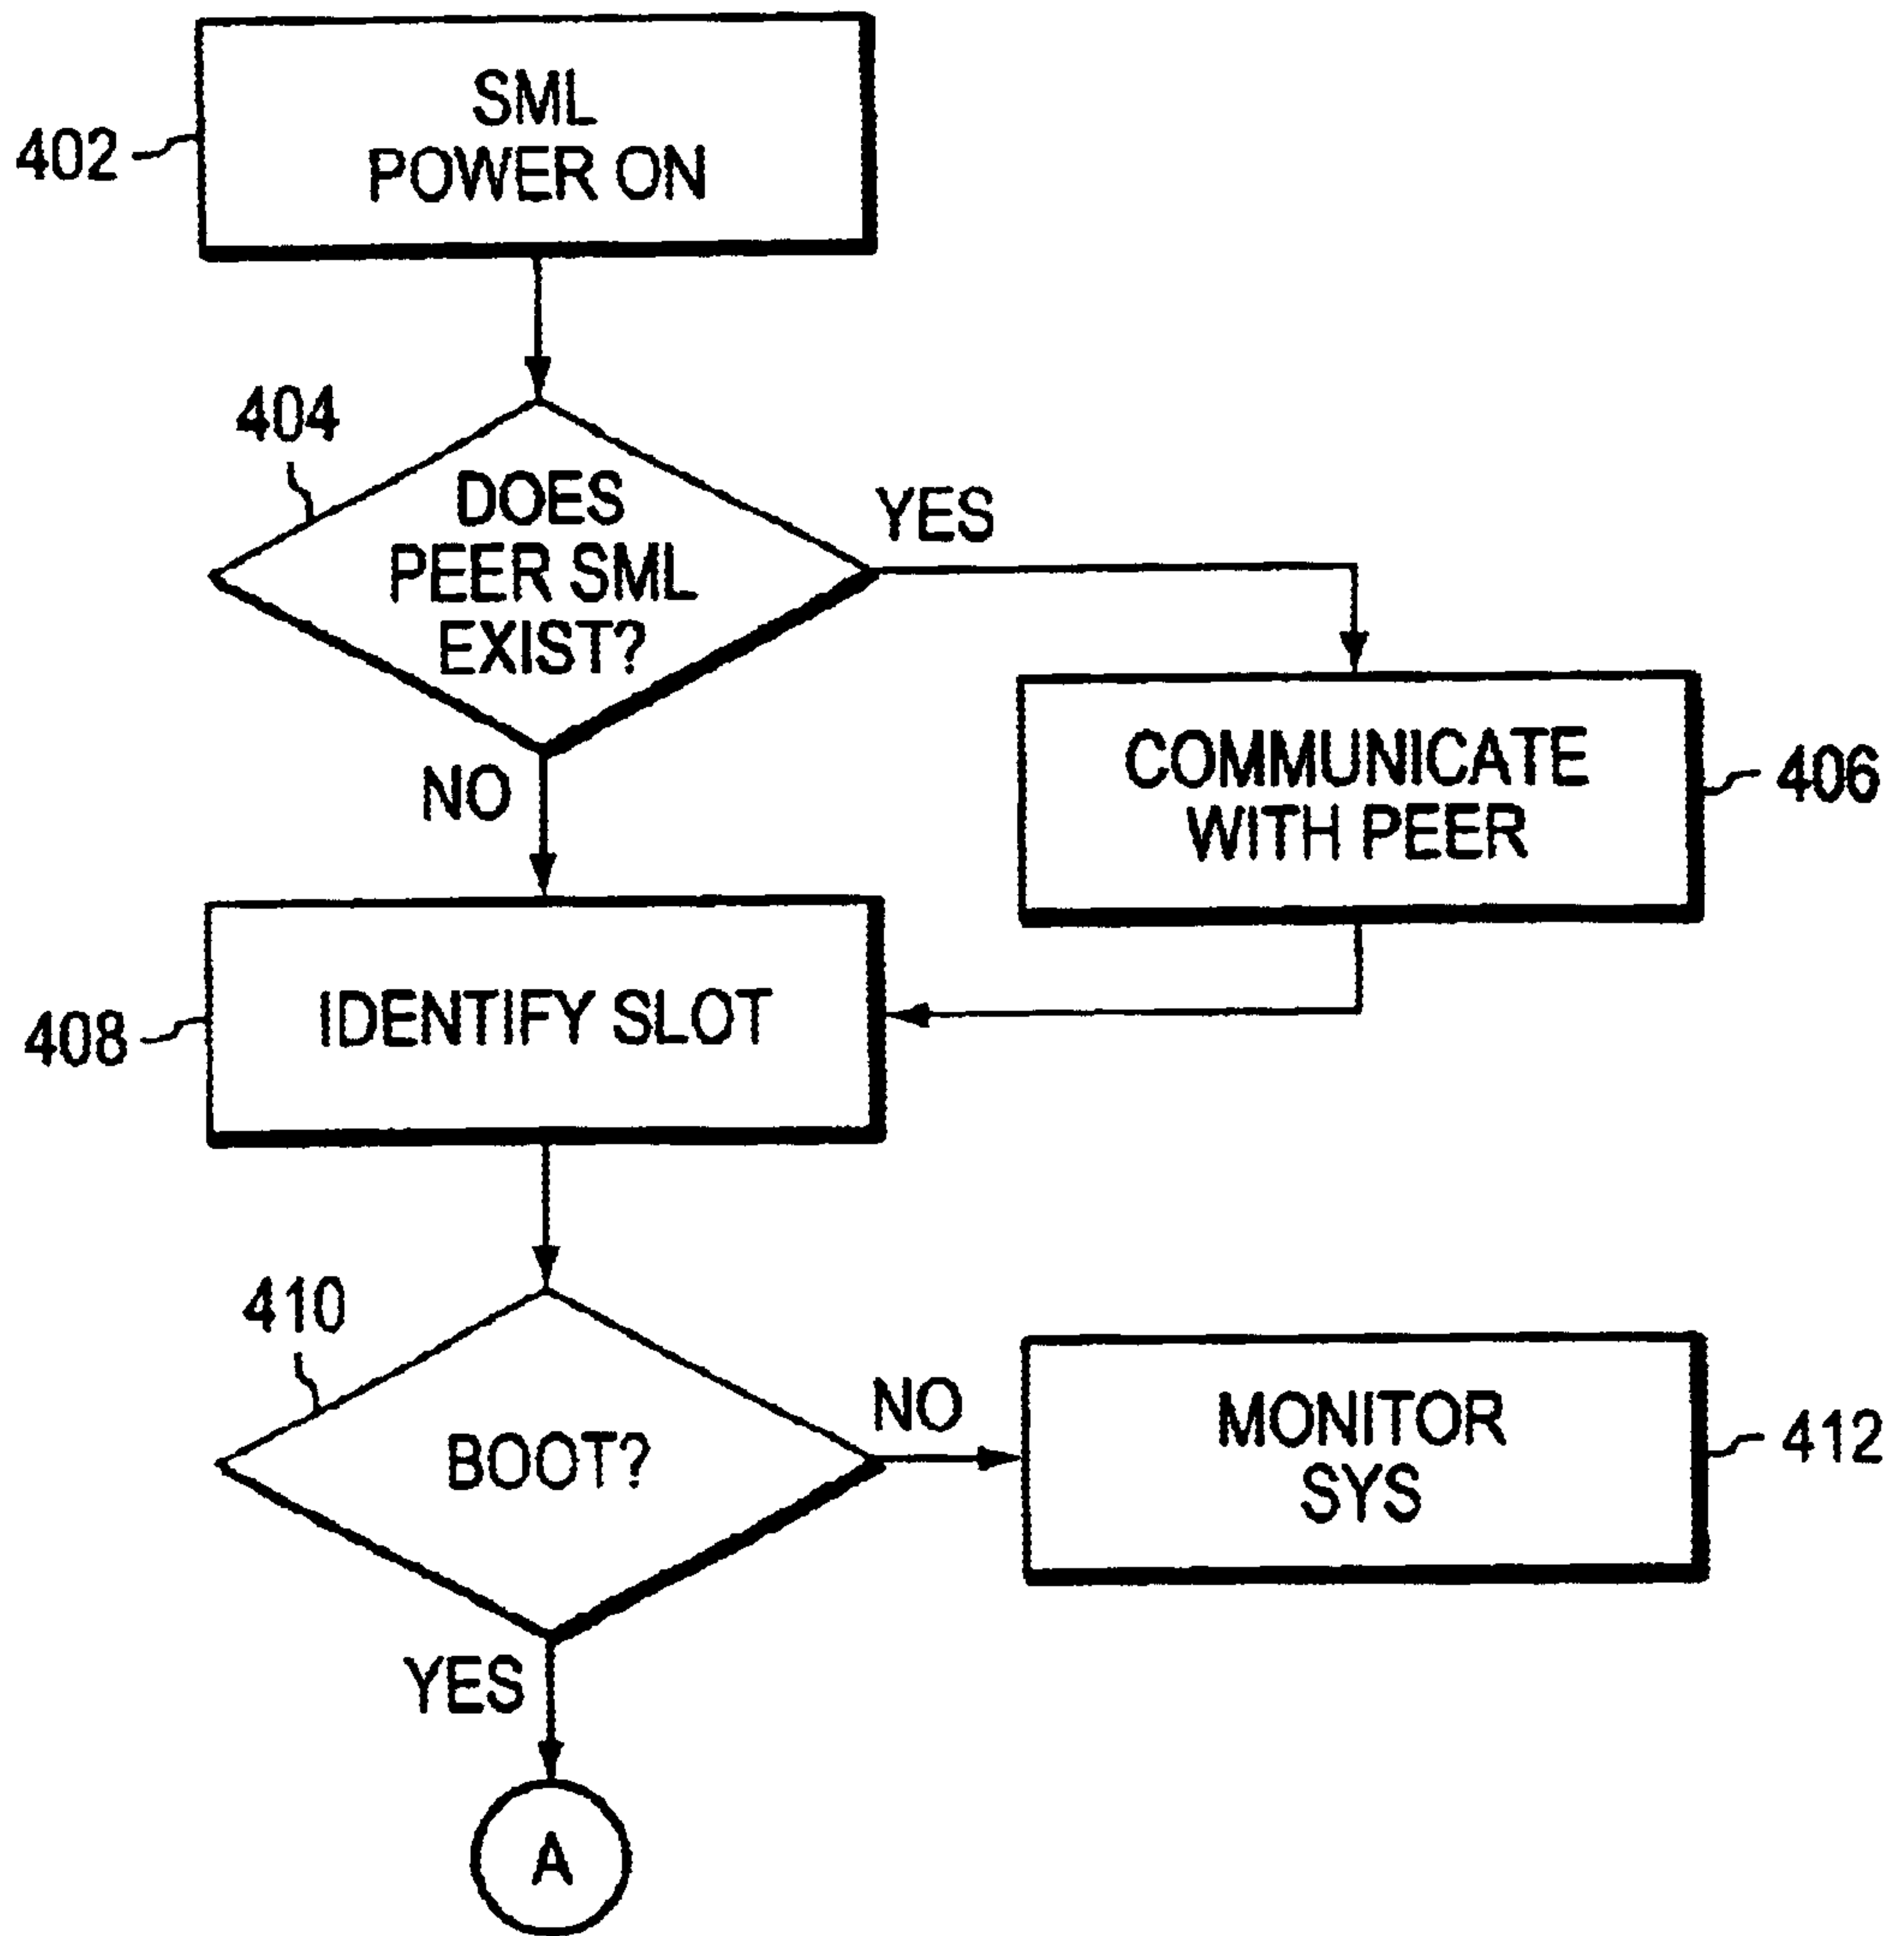 SML
POWER ON
402
404
DOES
PEER SML
EXIST?
YES
NO
COMMUNICATE
WITH PEER
406
IDENTIFY SLOT
408
410
BOOT?
NO
MONITOR
SYS
412
YES
A